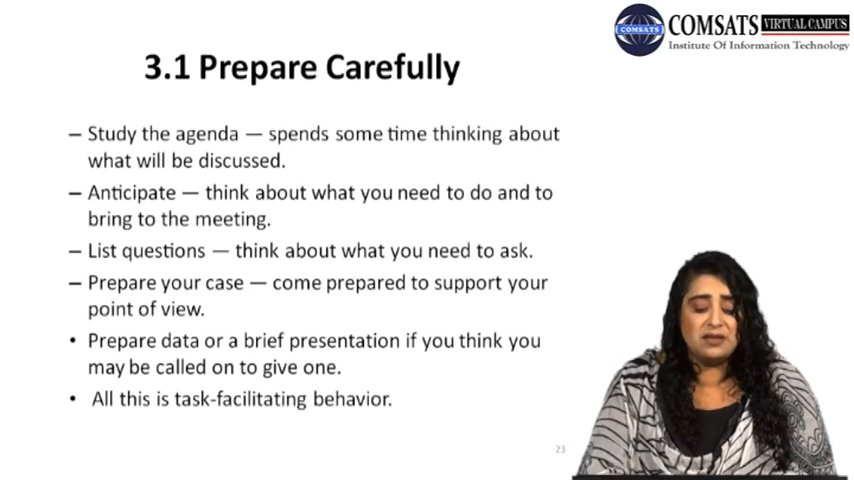 COMSATS VIRTUAL CAMPUS
Institute Of Information Technology
COMSATS
3.1 Prepare Carefully
– Study the agenda — spends some time thinking about
what will be discussed.
– Anticipate — think about what you need to do and to
bring to the meeting.
– List questions — think about what you need to ask.
– Prepare your case — come prepared to support your
point of view.
• Prepare data or a brief presentation if you think you
may be called on to give one.
• All this is task-facilitating behavior.
23